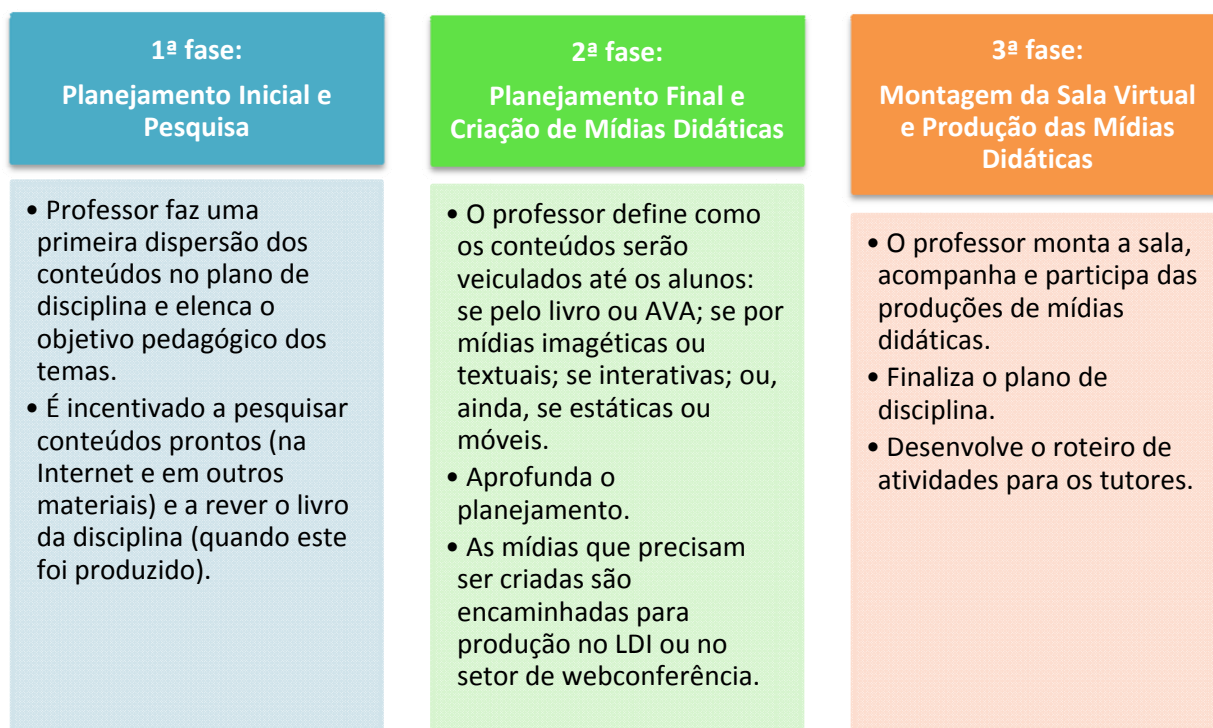 1ª fase:
Planejamento Inicial e
Pesquisa
• Professor faz uma
primeira dispersão dos
conteúdos no plano de
disciplina e elenca o
objetivo pedagógico dos
temas.
• É incentivado a pesquisar
conteúdos prontos (na
Internet e em outros
materiais) e a rever o livro
da disciplina (quando este
foi produzido).
2ª fase:
Planejamento Final e
Criação de Mídias Didáticas
• O professor define como
os conteúdos serão
veiculados até os alunos:
se pelo livro ou AVA; se por
mídias imagéticas ou
textuais; se interativas; ou,
ainda, se estáticas ou
móveis.
• Aprofunda o
planejamento.
• As mídias que precisam
ser criadas são
encaminhadas para
produção no LDI ou no
setor de webconferência.
3ª fase:
Montagem da Sala Virtual
e Produção das Mídias
Didáticas
• O professor monta a sala,
acompanha e participa das
produções de mídias
didáticas.
• Finaliza o plano de
disciplina.
• Desenvolve o roteiro de
atividades para os tutores.